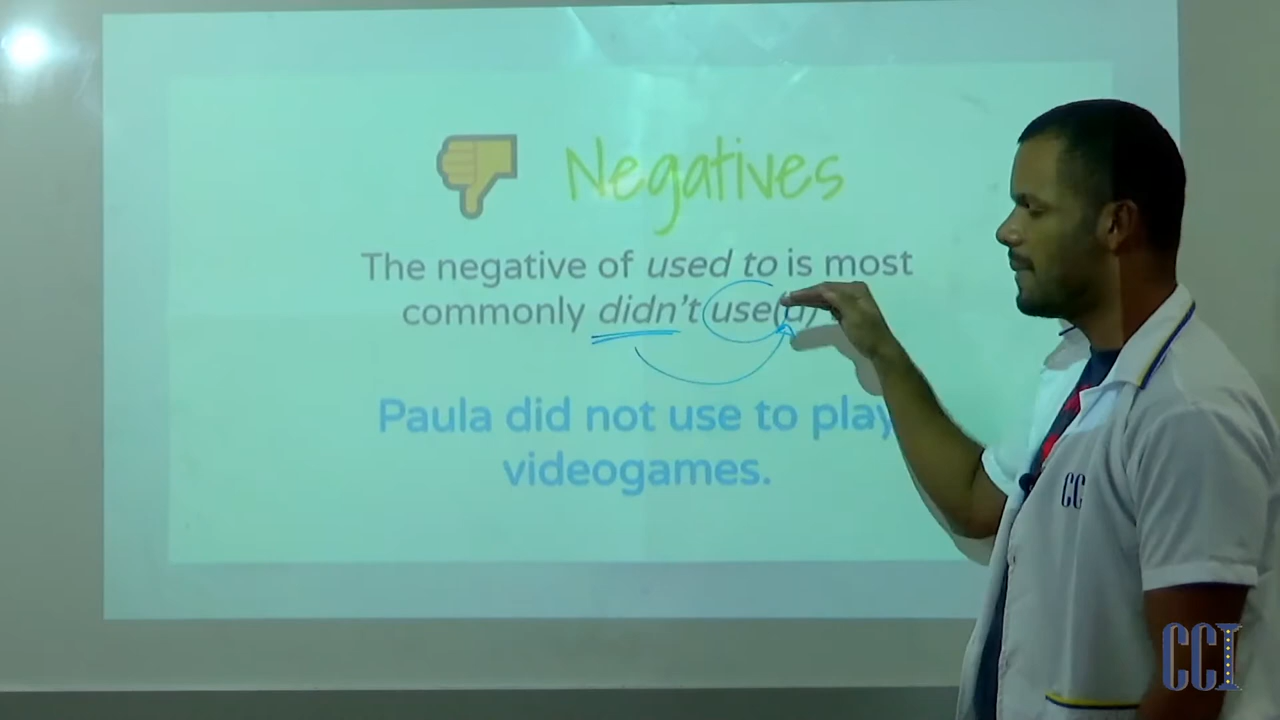 Negatives
The negative of used to is most
commonly didn't use(d)
Paula did not use to play
videogames.
CC
CCI